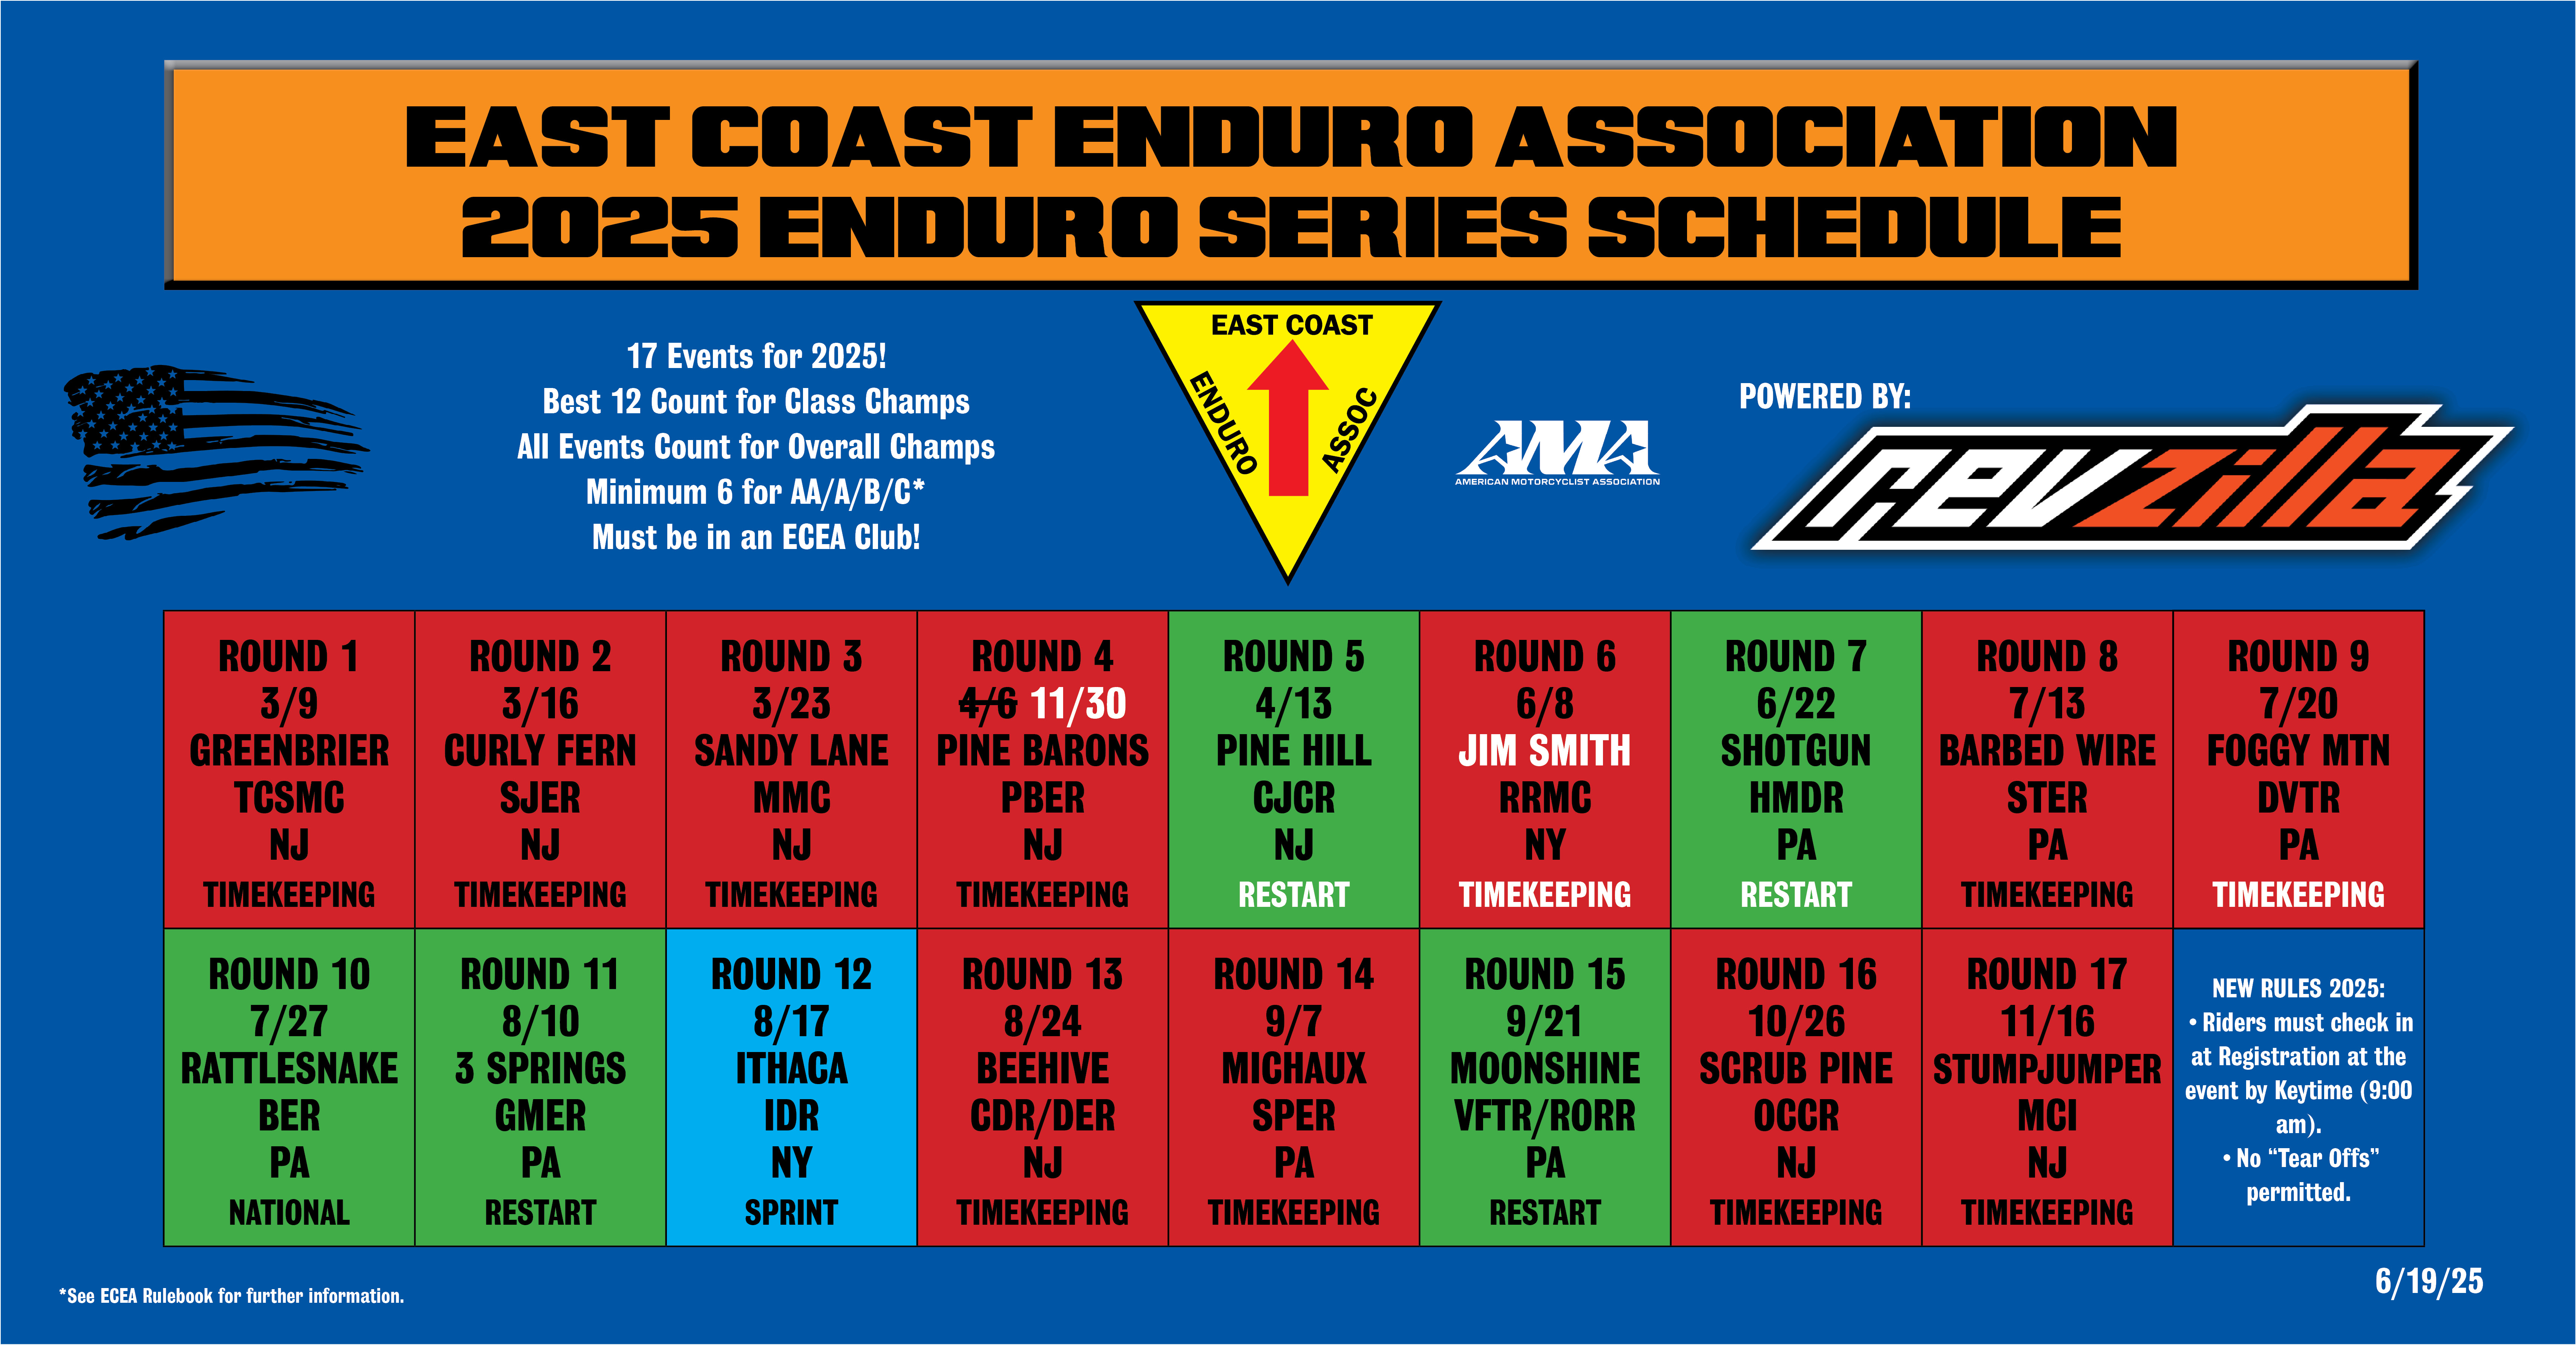 EAST COAST ENDURO ASSOCIATION
2025 ENDURO SERIES SCHEDULE
17 Events for 2025!
Best 12 Count for Class Champs
All Events Count for Overall Champs
Minimum 6 for AA/A/B/C*
Must be in an ECEA Club!
EAST COAST
ENDURO
ASSOC
AMA
AMERICAN MOTORCYCLIST ASSOCIATION
POWERED BY:
revzilla
ROUND 1
3/9
GREENBRIER
TCSMC
NJ
TIMEKEEPING
ROUND 2
3/16
CURLY FERN
SJER
NJ
TIMEKEEPING
ROUND 3
3/23
SANDY LANE
MMC
NJ
TIMEKEEPING
ROUND 4
4/6 11/30
PINE BARONS
PBER
NJ
TIMEKEEPING
ROUND 5
4/13
PINE HILL
CJCR
NJ
RESTART
ROUND 6
6/8
JIM SMITH
RRMC
NY
TIMEKEEPING
ROUND 7
6/22
SHOTGUN
HMDR
PA
RESTART
ROUND 8
7/13
BARBED WIRE
STER
PA
TIMEKEEPING
ROUND 9
7/20
FOGGY MTN
DVTR
PA
TIMEKEEPING
ROUND 10
7/27
RATTLESNAKE
BER
PA
NATIONAL
ROUND 11
8/10
3 SPRINGS
GMER
PA
RESTART
ROUND 12
8/17
ITHACA
IDR
NY
SPRINT
ROUND 13
8/24
BEEHIVE
CDR/DER
NJ
TIMEKEEPING
ROUND 14
9/7
MICHAUX
SPER
PA
TIMEKEEPING
ROUND 15
9/21
MOONSHINE
VFTR/RORR
PA
RESTART
ROUND 16
10/26
SCRUB PINE
OCCR
NJ
TIMEKEEPING
ROUND 17
11/16
STUMPJUMPER
MCI
NJ
TIMEKEEPING
NEW RULES 2025:
• Riders must check in
at Registration at the
event by Keytime (9:00
am).
• No “Tear Offs”
permitted.
*See ECEA Rulebook for further information.
6/19/25